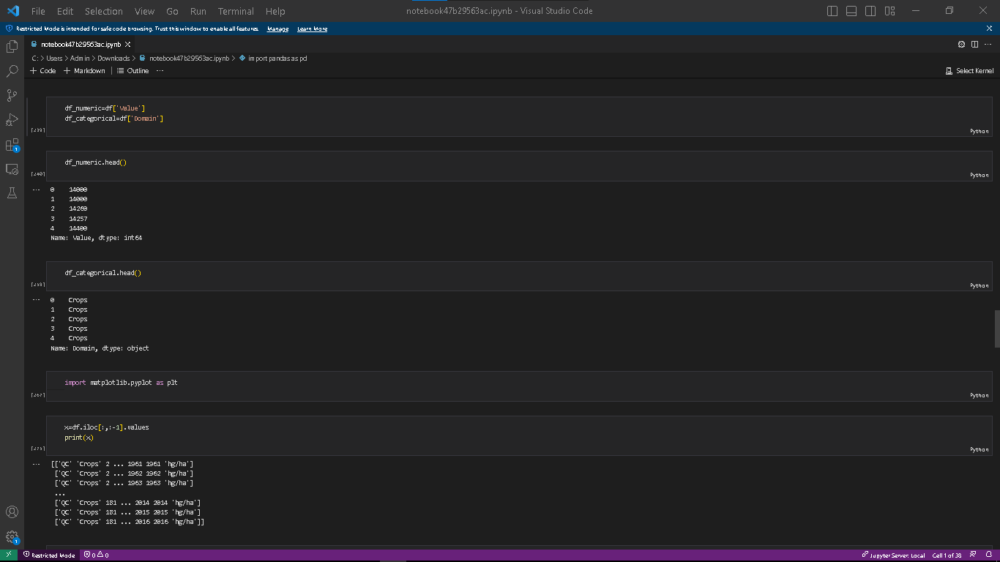 File Edit Selection View Go Run Terminal Help notebook47b29563ac.ipynb - Visual Studio Code
Restricted Mode is intended for safe code browsing. Trust this window to enable all features. Manage Learn More
notebook47b29563ac.ipynb
C: > Users > Admin > Downloads > notebook47b29563ac.ipynb > import pandas as pd
+ Code + Markdown Outline ... Select Kernel
df_numeric=df['Value']
df_categorical=df['Domain']
[239] Python
df_numeric.head()
[240] Python
... 0 14000
1 14000
2 14260
3 14257
4 14400
Name: Value, dtype: int64
df_categorical.head()
[258] Python
... 0 Crops
1 Crops
2 Crops
3 Crops
4 Crops
Name: Domain, dtype: object
import matplotlib.pyplot as plt
[267] Python
x=df.iloc[:,:-1].values
print(x)
Python
... [['QC' 'Crops' 2 ... 1961 1961 'hg/ha']
['QC' 'Crops' 2 ... 1962 1962 'hg/ha']
['QC' 'Crops' 2 ... 1963 1963 'hg/ha']
...
['QC' 'Crops' 181 ... 2014 2014 'hg/ha']
['QC' 'Crops' 181 ... 2015 2015 'hg/ha']
['QC' 'Crops' 181 ... 2016 2016 'hg/ha']]
1
1
Restricted Mode 0 0 Jupyter Server: Local Cell 1 of 38